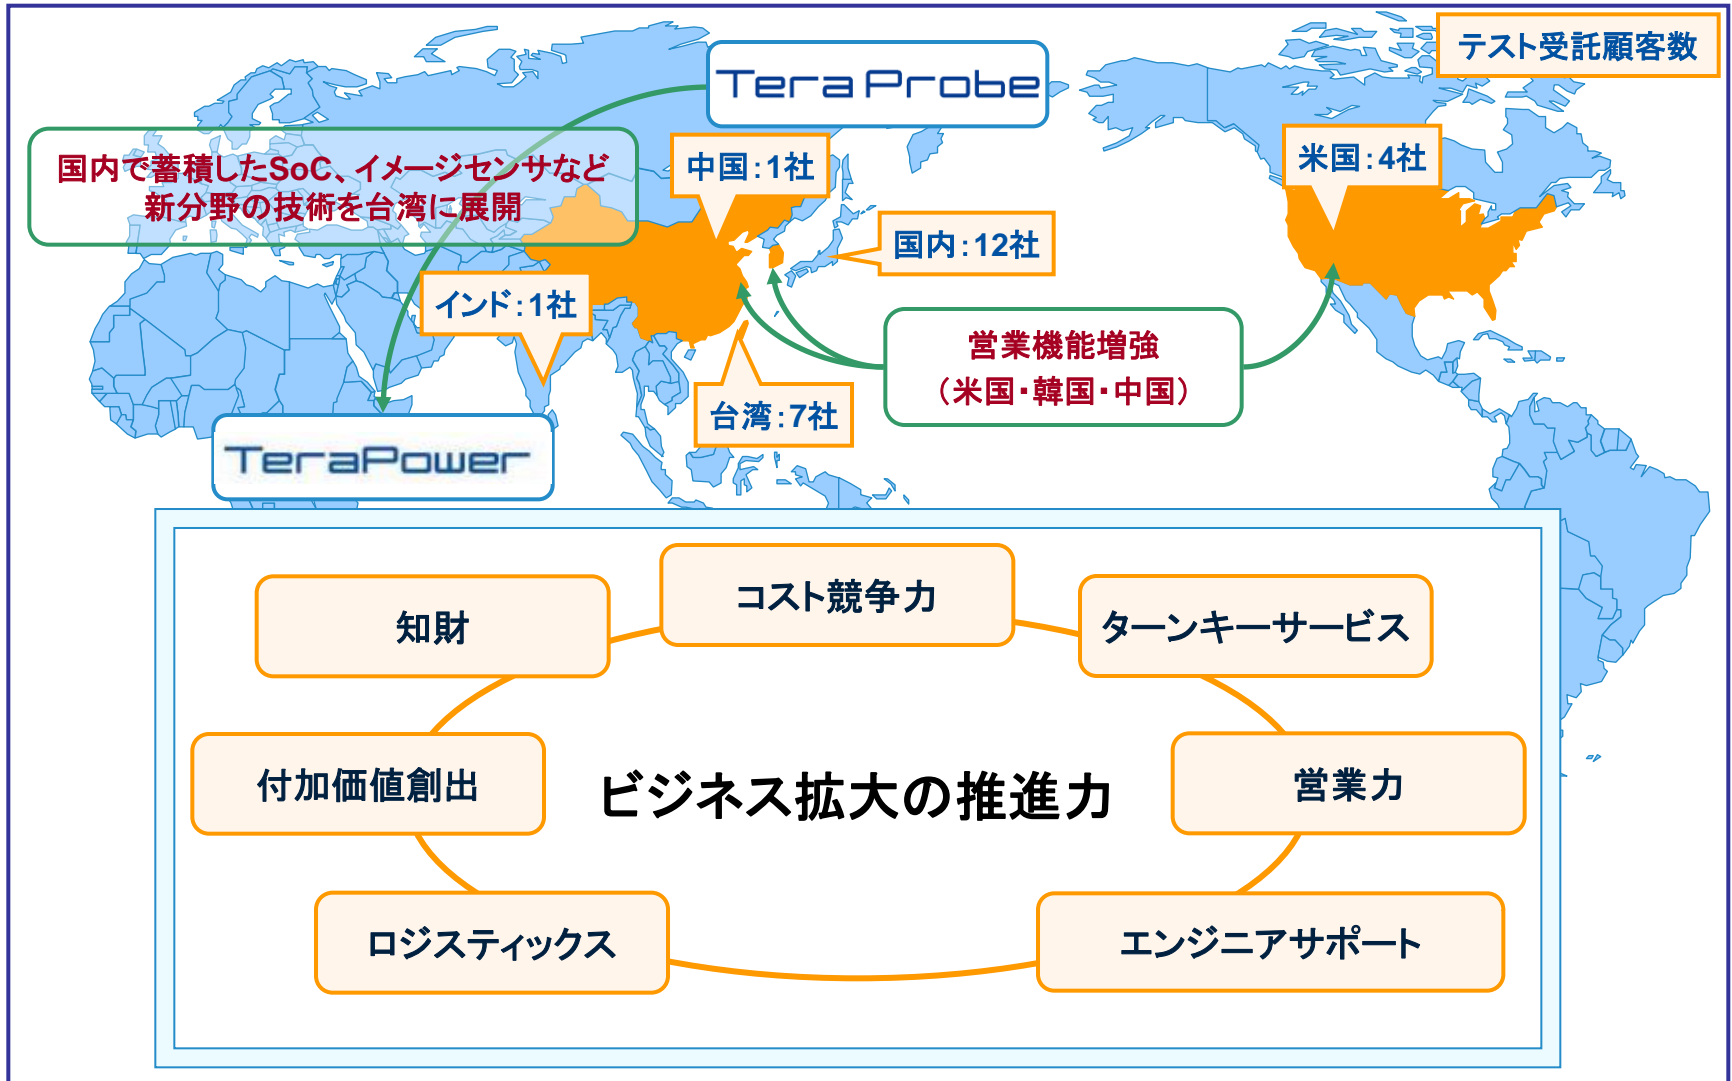 テスト受託顧客数
Tera Probe
国内で蓄積したSoC、イメージセンサなど
新分野の技術を台湾に展開
中国：1社
米国：4社
国内：12社
インド：1社
営業機能増強
（米国・韓国・中国）
台湾：7社
TeraPower
コスト競争力
知財
ターンキーサービス
付加価値創出
ビジネス拡大の推進力
営業力
ロジスティックス
エンジニアサポート